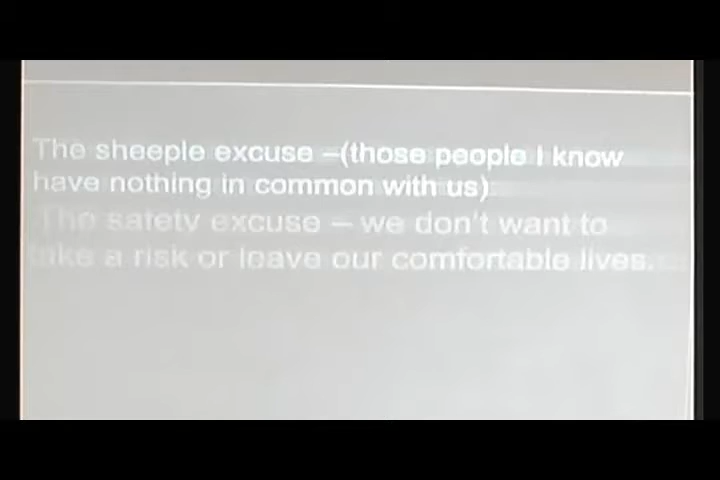 The sheeple excuse –(those people I know
have nothing in common with us)
The safety excuse – we don't want to
take a risk or leave our comfortable lives.